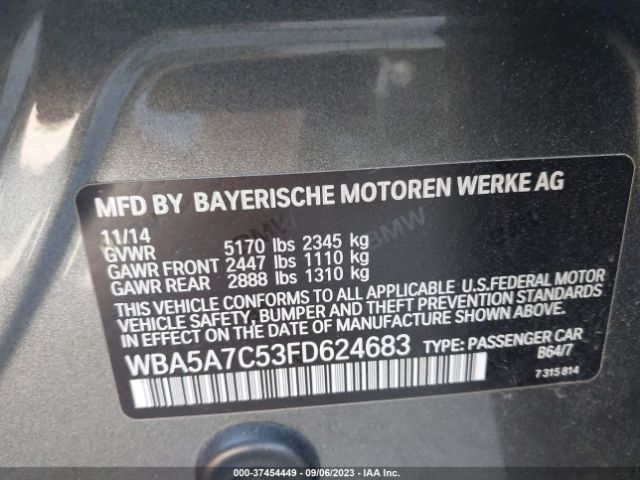 MFD BY BAYERISCHE MOTOREN WERKE AG
11/14
GVWR 5170 lbs 2345 kg
GAWR FRONT 2447 lbs 1110 kg
GAWR REAR 2888 lbs 1310 kg
THIS VEHICLE CONFORMS TO ALL APPLICABLE U.S.FEDERAL MOTOR
VEHICLE SAFETY, BUMPER, AND THEFT PREVENTION STANDARDS
IN EFFECT ON THE DATE OF MANUFACTURE SHOWN ABOVE.
WBA5A7C53FD624683 TYPE: PASSENGER CAR
B64/7
7 315 814
000-37454449 - 09/06/2023 - IAA Inc.